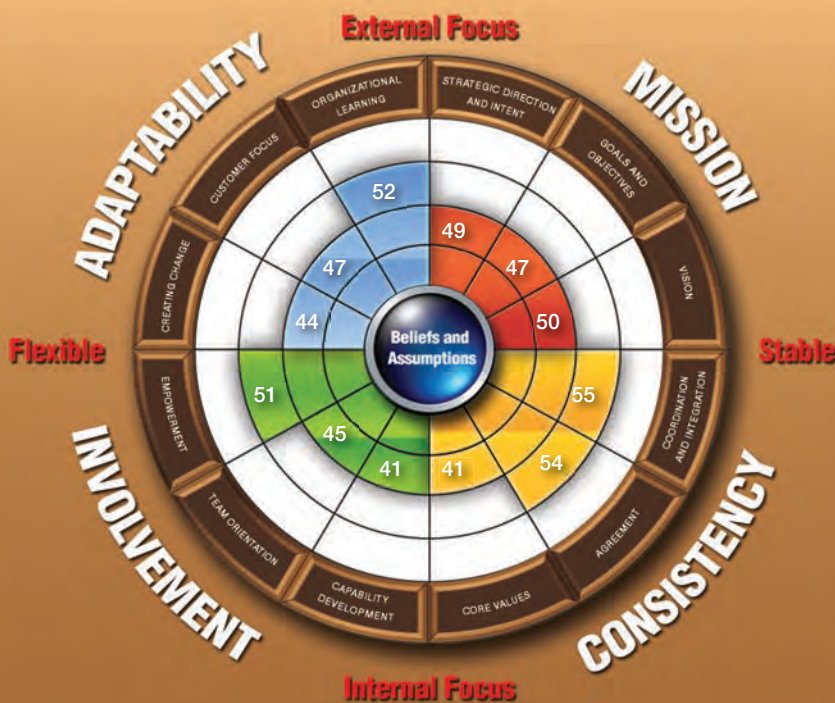 External Focus
ADAPTABILITY
MISSION
ORGANIZATIONAL
LEARNING
STRATEGIC DIRECTION
AND INTENT
CUSTOMER FOCUS
GOALS AND
OBJECTIVES
CREATING CHANGE
VISION
52
49
47
47
44
50
Flexible
Beliefs and
Assumptions
Stable
51
55
45
54
41
41
EMPOWERMENT
COORDINATION
AND INTEGRATION
TEAM ORIENTATION
AGREEMENT
CAPABILITY
DEVELOPMENT
CORE VALUES
INVOLVEMENT
CONSISTENCY
Internal Focus